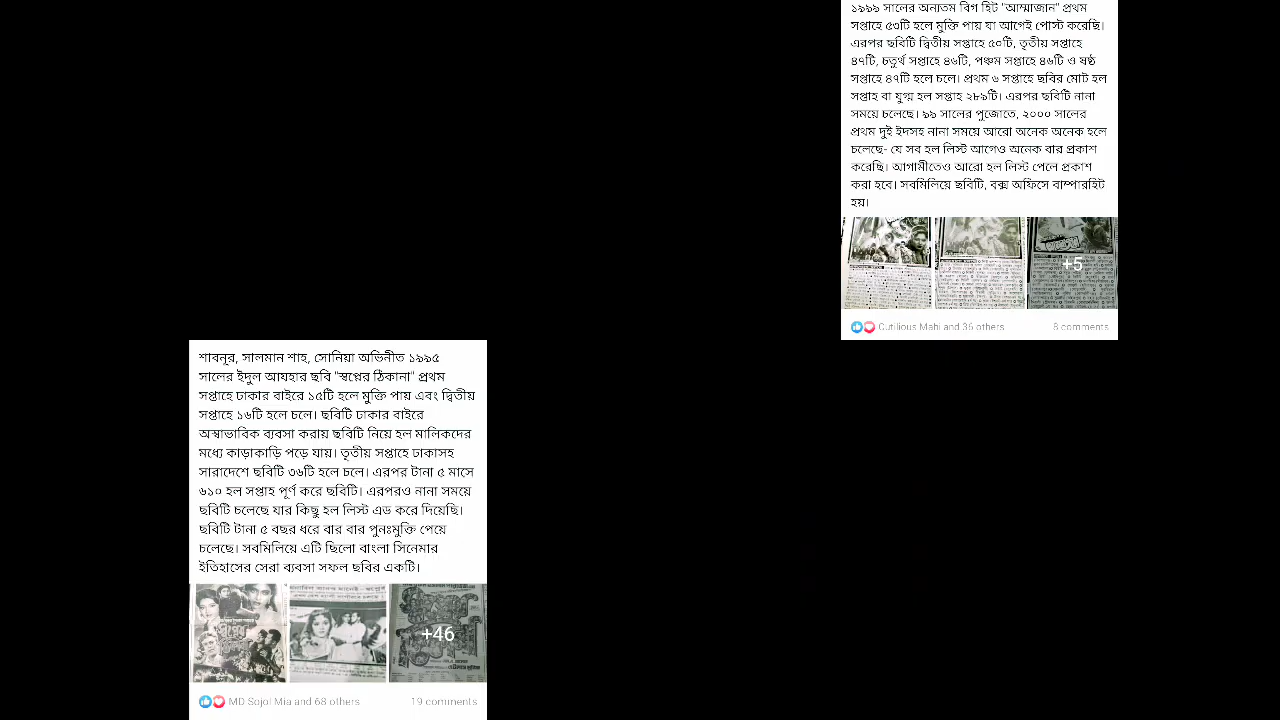 ১৯৯৯ সালের অন্যতম বিগ হিট "আম্মাজান" প্রথম
সপ্তাহে ৫৩টি হলে মুক্তি পায় যা আগেই পোস্ট করেছি।
এরপর ছবিটি দ্বিতীয় সপ্তাহে ৫০টি, তৃতীয় সপ্তাহে
৪৭টি, চতুর্থ সপ্তাহে ৪৬টি, পঞ্চম সপ্তাহে ৪৬টি ও ষষ্ঠ
সপ্তাহে ৪৭টি হলে চলে। প্রথম ৬ সপ্তাহে ছবির মোট হল
সপ্তাহ বা যুগ্ম হল সপ্তাহ ২৮৯টি। এরপর ছবিটি নানা
সময়ে চলেছে। ৯৯ সালের পুজোতে, ২০০০ সালের
প্রথম দুই ইদসহ নানা সময়ে আরো অনেক অনেক হলে
চলেছে- যে সব হল লিস্ট আগেও অনেক বার প্রকাশ
করেছি। আগামীতেও আরো হল লিস্ট পেলে প্রকাশ
করা হবে। সবমিলিয়ে ছবিটি, বক্স অফিসে বাম্পারহিট
হয়।
+5
Cutilious Mahi and 36 others 8 comments
শাবনূর, সালমান শাহ, সোনিয়া অভিনীত ১৯৯৫
সালের ইদুল আযহার ছবি "স্বপ্নের ঠিকানা" প্রথম
সপ্তাহে ঢাকার বাইরে ১৫টি হলে মুক্তি পায় এবং দ্বিতীয়
সপ্তাহে ১৬টি হলে চলে। ছবিটি ঢাকার বাইরে
অস্বাভাবিক ব্যবসা করায় ছবিটি নিয়ে হল মালিকদের
মধ্যে কাড়াকাড়ি পড়ে যায়। তৃতীয় সপ্তাহে ঢাকাসহ
সারাদেশে ছবিটি ৩৬টি হলে চলে। এরপর টানা ৫ মাসে
৬১০ হল সপ্তাহ পূর্ণ করে ছবিটি। এরপরও নানা সময়ে
ছবিটি চলেছে যার কিছু হল লিস্ট এড করে দিয়েছি।
ছবিটি টানা ৫ বছর ধরে বার বার পুনঃমুক্তি পেয়ে
চলেছে। সবমিলিয়ে এটি ছিলো বাংলা সিনেমার
ইতিহাসের সেরা ব্যবসা সফল ছবির একটি।
+46
MD Sojol Mia and 68 others 19 comments